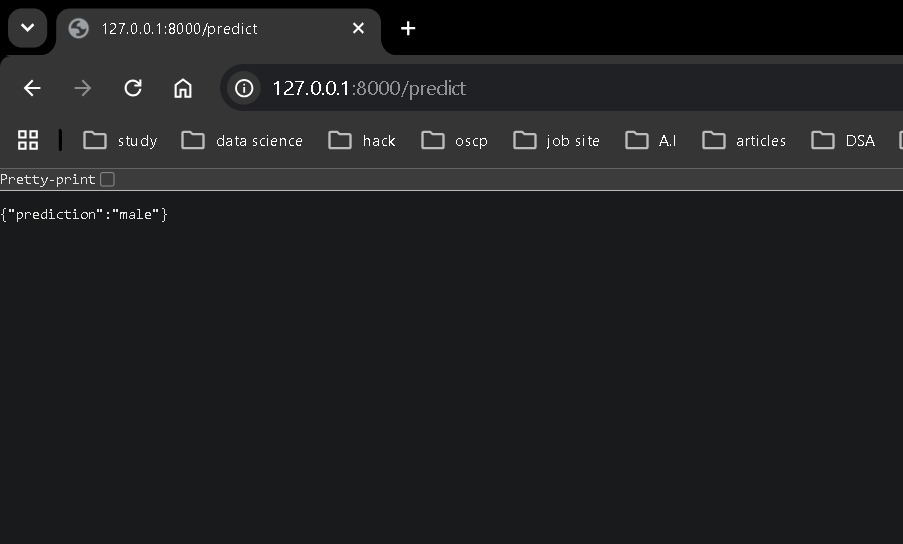 127.0.0.1:8000/predict
127.0.0.1:8000/predict
study data science hack oscp job site A.I articles DSA
Pretty-print
{"prediction":"male"}